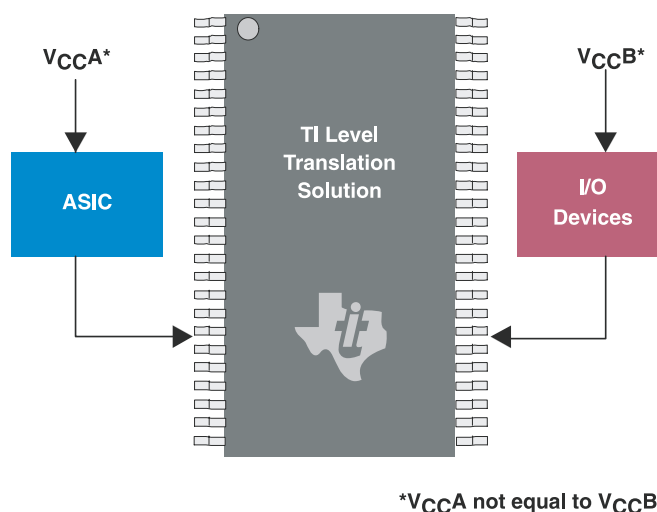 VCCA*
VCCB*
TI Level
Translation
Solution
ASIC
I/O
Devices
*VCCA not equal to VCCB